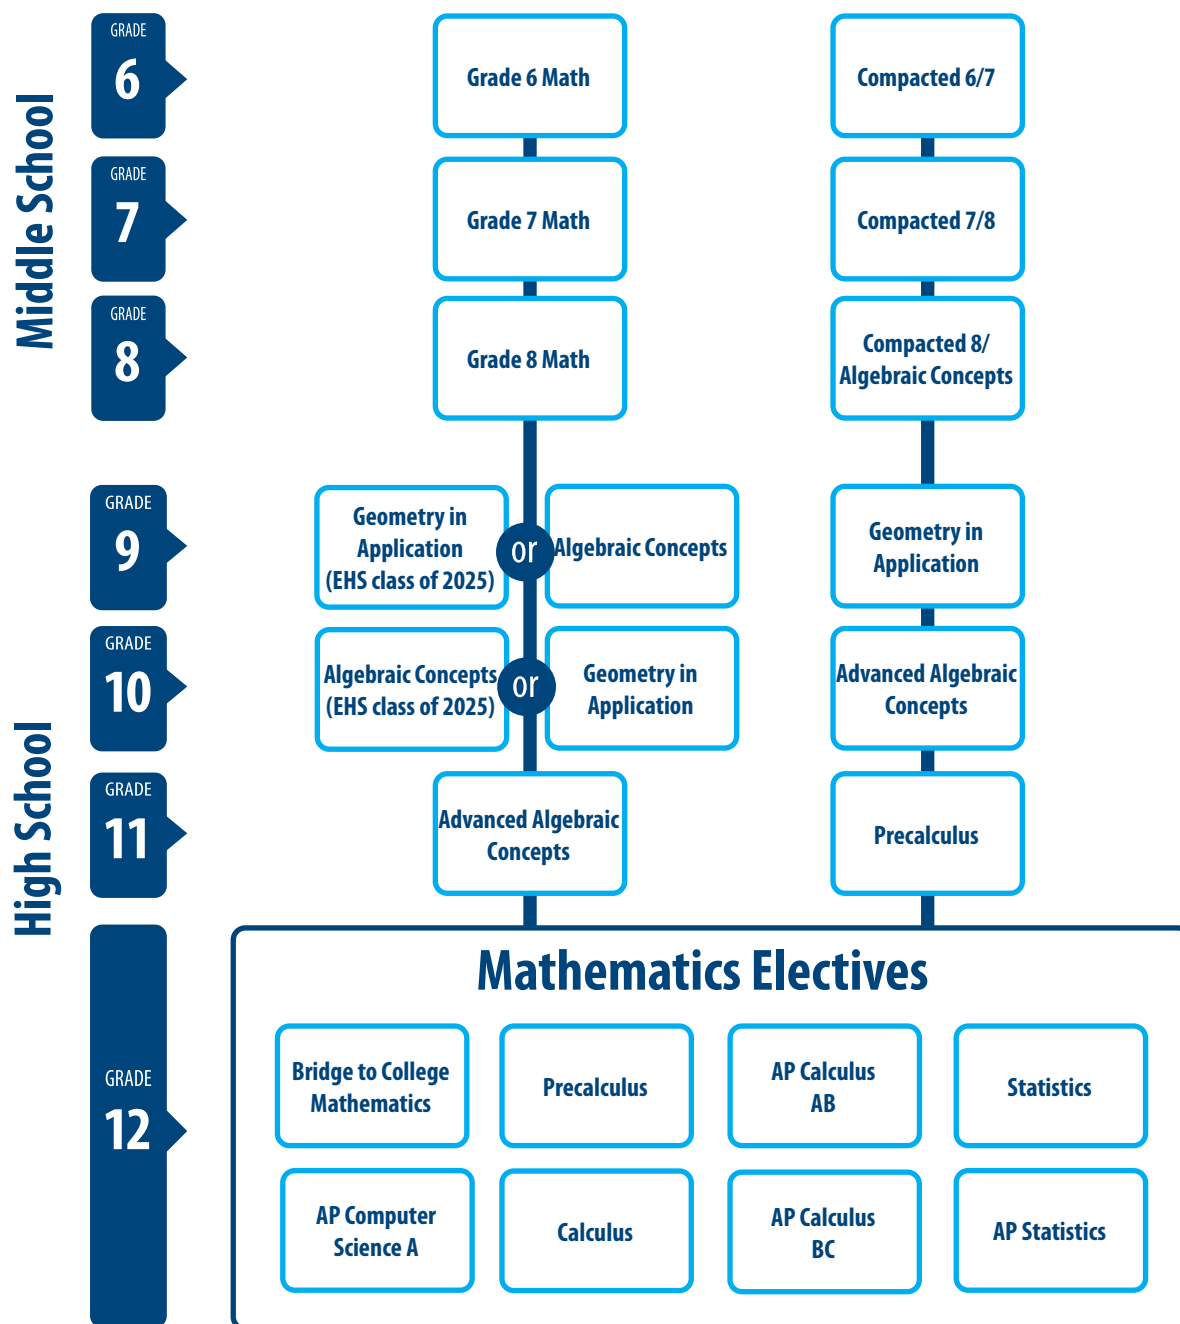 Middle School
GRADE
6
Grade 6 Math
Compacted 6/7
GRADE
7
Grade 7 Math
Compacted 7/8
GRADE
8
Grade 8 Math
Compacted 8/
Algebraic Concepts
High School
GRADE
9
Geometry in
Application
(EHS class of 2025)
or
Algebraic Concepts
Geometry in
Application
GRADE
10
Algebraic Concepts
(EHS class of 2025)
or
Geometry in
Application
Advanced Algebraic
Concepts
GRADE
11
Advanced Algebraic
Concepts
Precalculus
GRADE
12
Mathematics Electives
Bridge to College
Mathematics
Precalculus
AP Calculus
AB
Statistics
AP Computer
Science A
Calculus
AP Calculus
BC
AP Statistics